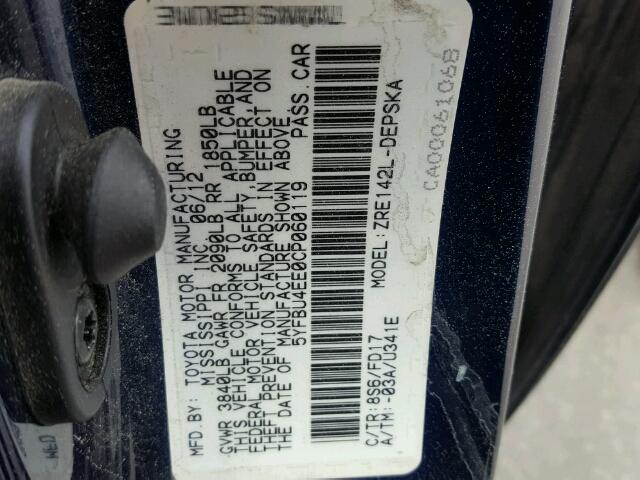 MFD.BY: TOYOTA MOTOR MANUFACTURING
MISSISSIPPI INC. 06/12
GVWR 3840LB GAWR FR 2090LB RR 1850LB
THIS VEHICLE CONFORMS TO ALL APPLICABLE
FEDERAL MOTOR VEHICLE SAFETY, BUMPER, AND
THEFT PREVENTION STANDARDS IN EFFECT ON
THE DATE OF MANUFACTURE SHOWN ABOVE.
5YFBU4EE0CP060119 PASS. CAR
C/TR:8S6/FD17
A/TM:-03A/U341E
MODEL:ZRE142L-DEPSKA
CA00061068